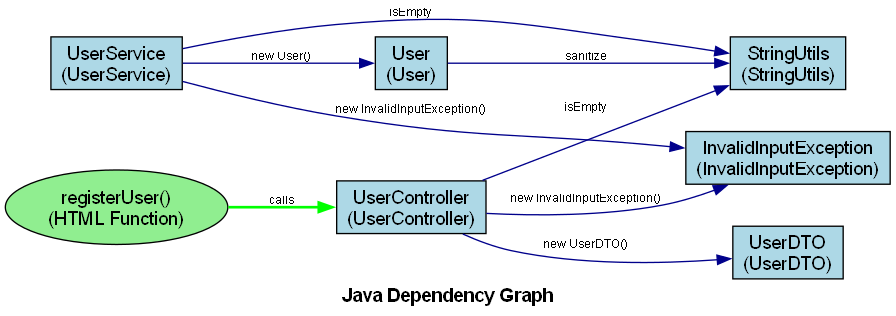 isEmpty
UserService
(UserService)
new User()
User
(User)
sanitize
StringUtils
(StringUtils)
new InvalidInputException()
isEmpty
InvalidInputException
(InvalidInputException)
registerUser()
(HTML Function)
calls
UserController
(UserController)
new InvalidInputException()
new UserDTO()
UserDTO
(UserDTO)
Java Dependency Graph